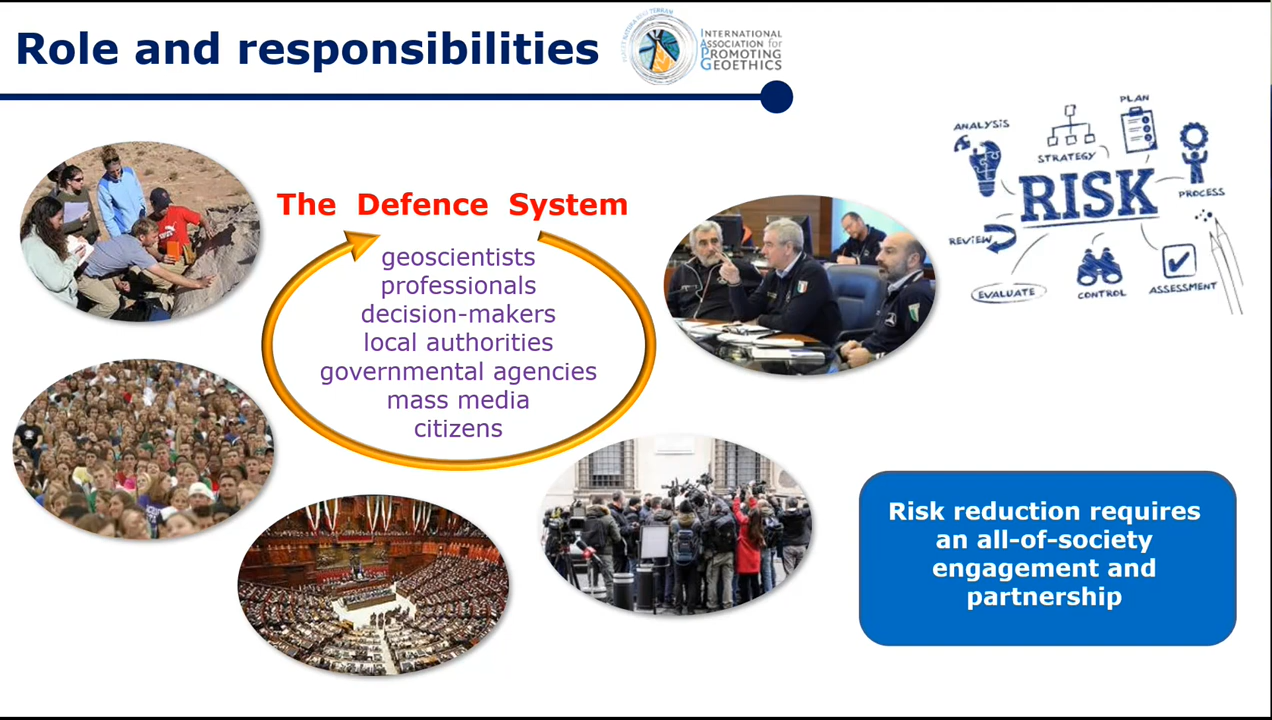 Role and responsibilities
INTERNATIONAL
ASSOCIATION for
PROMOTING
GEOETHICS
The Defence System
geoscientists
professionals
decision-makers
local authorities
governmental agencies
mass media
citizens
ANALYSIS
STRATEGY
PLAN
PROCESS
RISK
REVIEW
EVALUATE
CONTROL
ASSESSMENT
Risk reduction requires
an all-of-society
engagement and
partnership